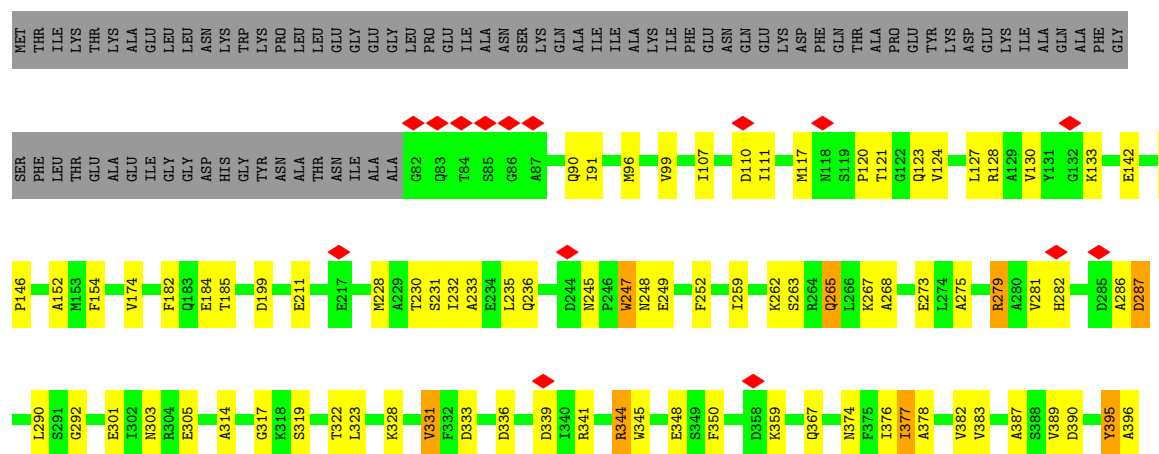 MET THR ILE LYS THR LYS ALA GLU LEU LEU ASN LYS TRP LYS PRO LEU LEU GLU GLY GLU GLY LEU PRO GLU ILE ALA ASN SER LYS GLN ALA ILE ILE ALA LYS ILE PHE GLU ASN GLN GLU LYS ASP PHE GLN THR ALA PRO GLU TYR LYS ASP GLU LYS ILE ALA GLN ALA PHE GLY
SER PHE LEU THR GLU ALA GLU ILE GLY GLY ASP HIS GLY TYR ASN ALA THR ASN ILE ALA ALA G82 Q83 T84 S85 G86 A87 Q90 I91 M96 V99 I107 D110 I111 M117 N118 S119 P120 T121 G122 Q123 V124 L127 R128 A129 V130 Y131 G132 K133 E142
P146 A152 M153 F154 V174 F182 Q183 E184 T185 D199 E211 E217 M228 A229 T230 S231 I232 A233 E234 L235 Q236 D244 N245 P246 W247 N248 E249 F252 I259 K262 S263 R264 Q265 L266 K267 A268 E273 L274 A275 R279 A280 V281 H282 D285 A286 D287
L290 S291 G292 E301 I302 N303 R304 E305 A314 G317 K318 S319 T322 L323 K328 V331 F332 D333 D336 D339 I340 R341 R344 W345 E348 S349 F350 D358 K359 Q367 N374 F375 I376 I377 A378 V382 V383 A387 S388 V389 D390 Y395 A396